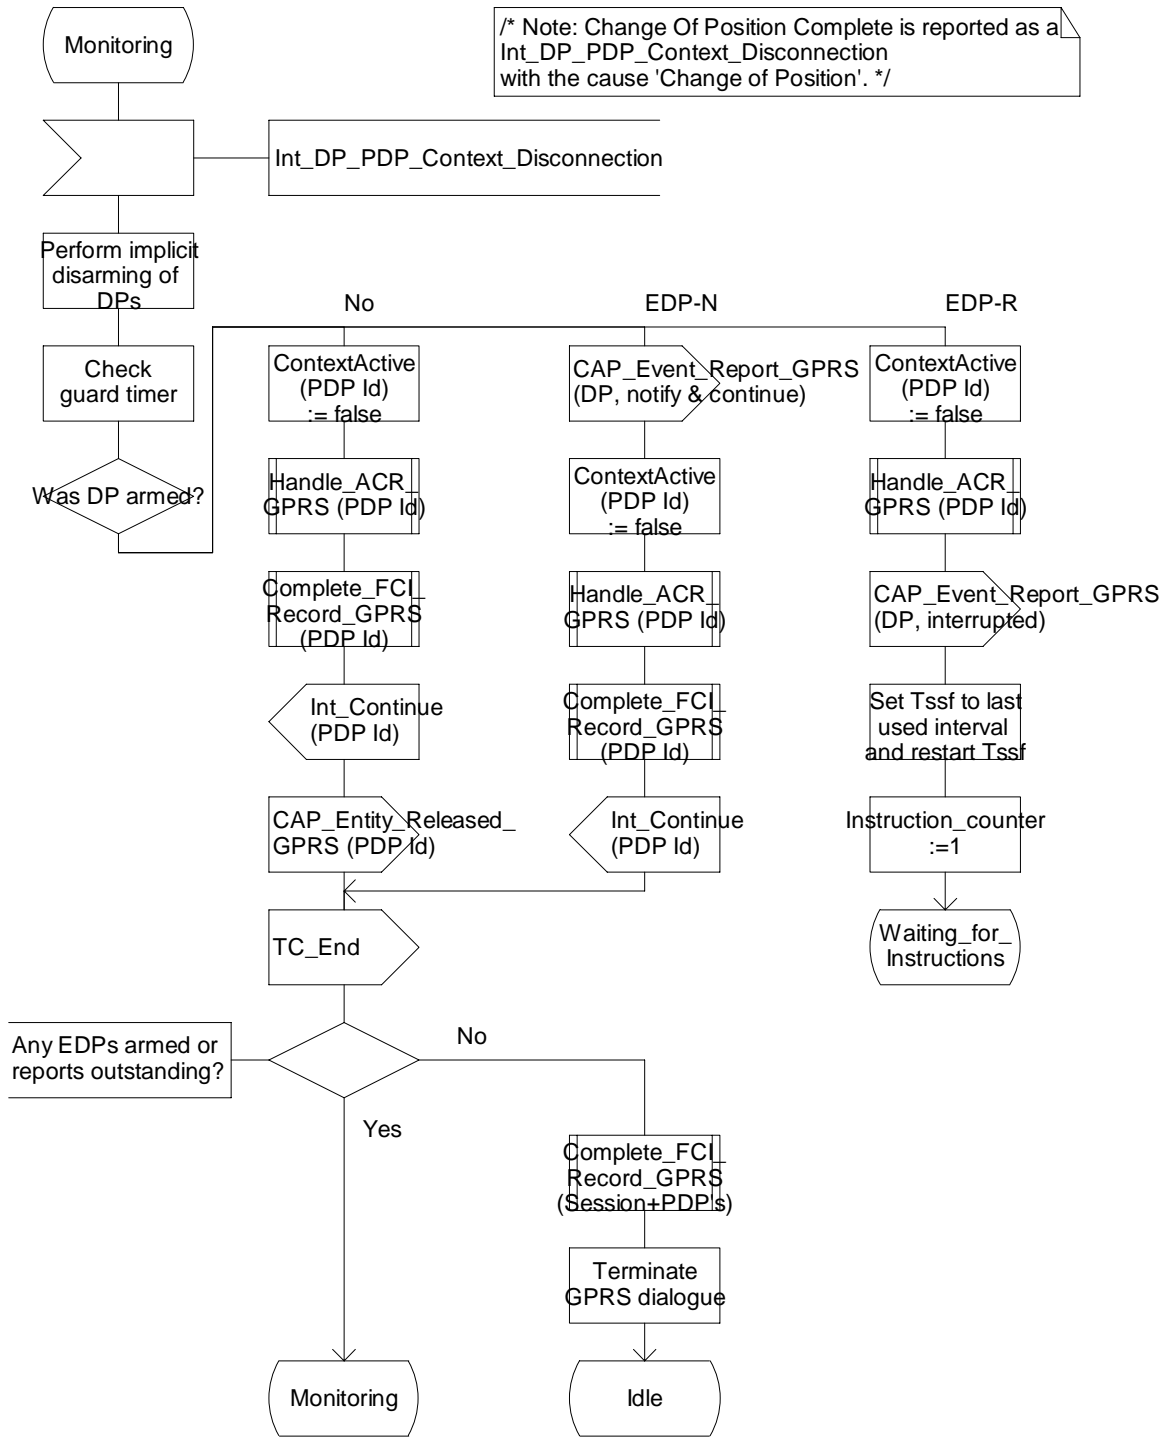 Monitoring
/* Note: Change Of Position Complete is reported as a
Int_DP_PDP_Context_Disconnection
with the cause 'Change of Position'. */
Int_DP_PDP_Context_Disconnection
Perform implicit
disarming of
DPs
Check
guard timer
Was DP armed?
No
EDP-N
EDP-R
ContextActive
(PDP Id)
:= false
Handle_ACR_
GPRS (PDP Id)
Complete_FCI_
Record_GPRS
(PDP Id)
Int_Continue
(PDP Id)
CAP_Entity_Released_
GPRS (PDP Id)
TC_End
CAP_Event_Report_GPRS
(DP, notify & continue)
ContextActive
(PDP Id)
:= false
Handle_ACR_
GPRS (PDP Id)
Complete_FCI_
Record_GPRS
(PDP Id)
Int_Continue
(PDP Id)
ContextActive
(PDP Id)
:= false
Handle_ACR_
GPRS (PDP Id)
CAP_Event_Report_GPRS
(DP, interrupted)
Set Tssf to last
used interval
and restart Tssf
Instruction_counter
:=1
Waiting_for_
Instructions
Any EDPs armed or
reports outstanding?
No
Yes
Complete_FCI_
Record_GPRS
(Session+PDP's)
Terminate
GPRS dialogue
Monitoring
Idle